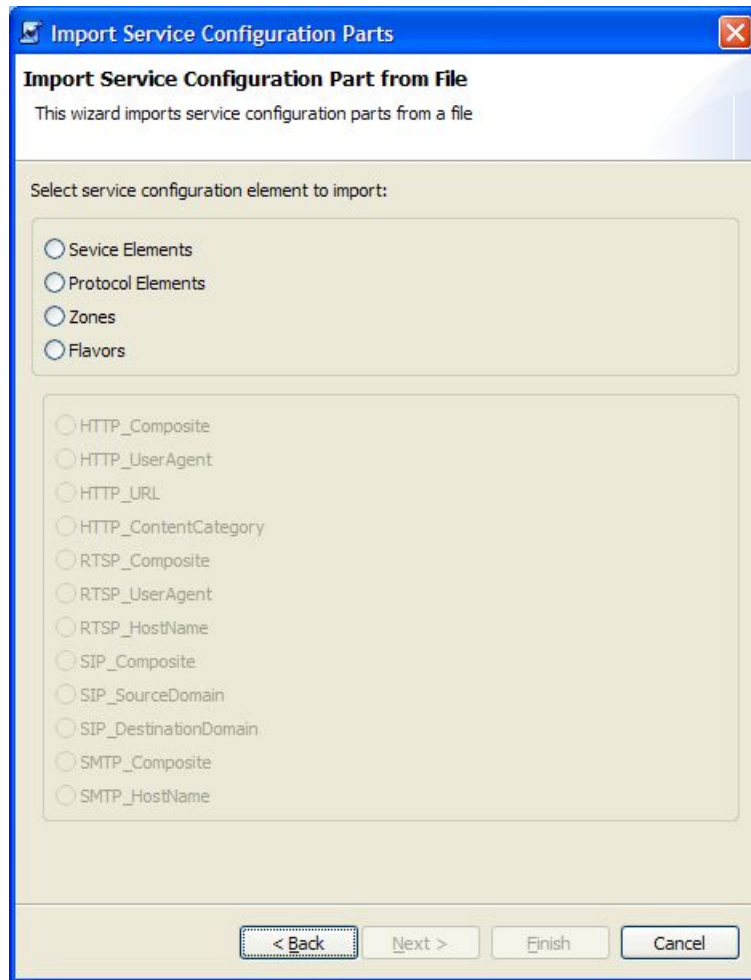 Import Service Configuration Parts
Import Service Configuration Part from File
This wizard imports service configuration parts from a file
Select service configuration element to import:
Sevice Elements
Protocol Elements
Zones
Flavors
HTTP_Composite
HTTP_UserAgent
HTTP_URL
HTTP_ContentCategory
RTSP_Composite
RTSP_UserAgent
RTSP_HostName
SIP_Composite
SIP_SourceDomain
SIP_DestinationDomain
SMTP_Composite
SMTP_HostName
< Back Next > Finish Cancel